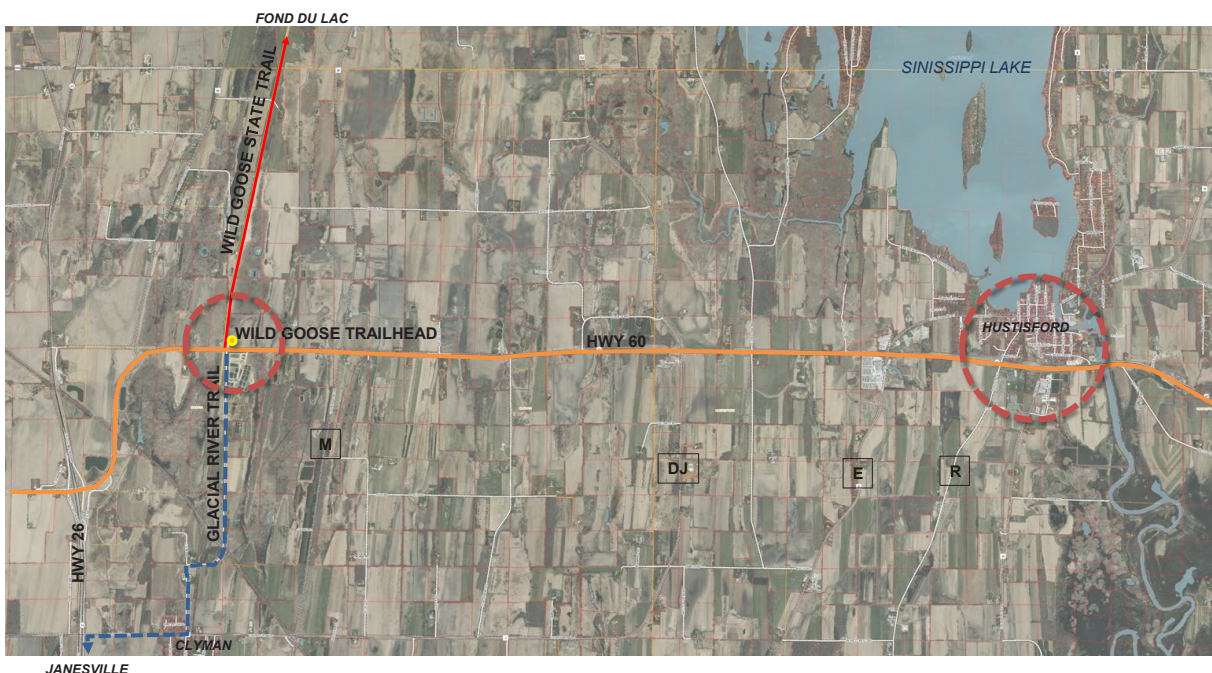 FOND DU LAC
WILD GOOSE STATE TRAIL
SINISSIPPI LAKE
WILD GOOSE TRAILHEAD
HWY 60
HUSTISFORD
GLACIAL RIVER TRAIL
M
DJ
E
R
HWY 26
CLYMAN
JANESVILLE